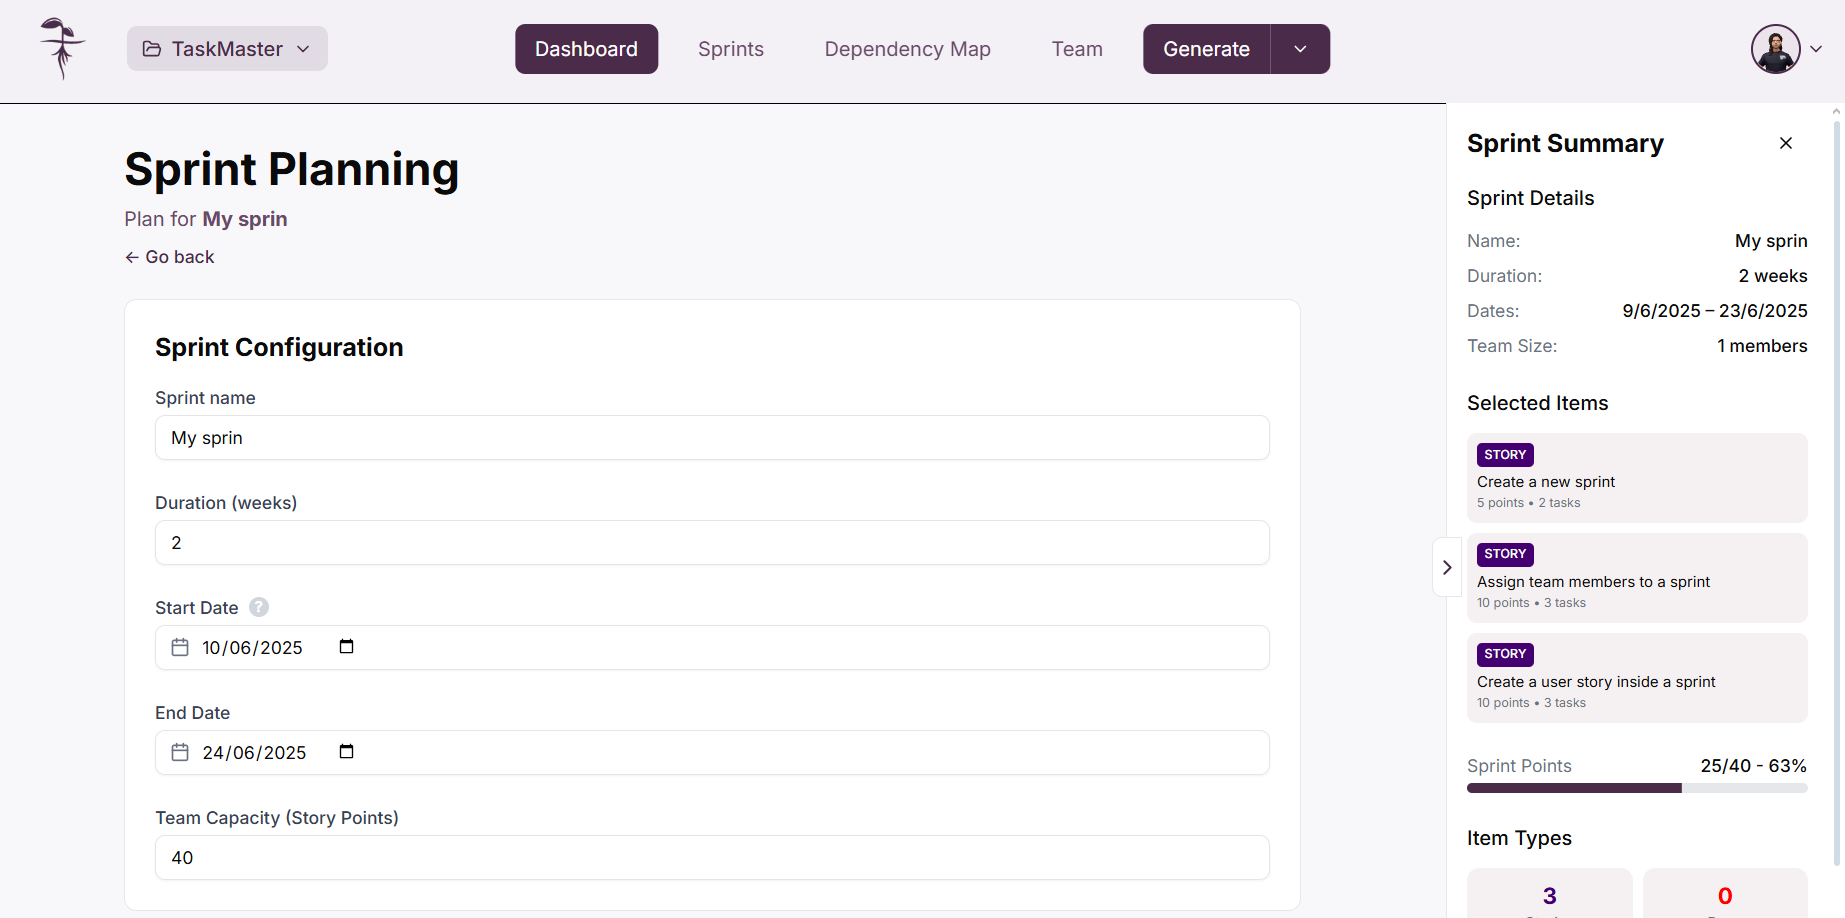 TaskMaster
Dashboard
Sprints
Dependency Map
Team
Generate
Sprint Planning
Plan for My sprin
← Go back
Sprint Configuration
Sprint name
My sprin
Duration (weeks)
2
Start Date ?
10/06/2025
End Date
24/06/2025
Team Capacity (Story Points)
40
Sprint Summary
Sprint Details
Name: My sprin
Duration: 2 weeks
Dates: 9/6/2025 – 23/6/2025
Team Size: 1 members
Selected Items
STORY
Create a new sprint
5 points • 2 tasks
STORY
Assign team members to a sprint
10 points • 3 tasks
STORY
Create a user story inside a sprint
10 points • 3 tasks
Sprint Points 25/40 - 63%
Item Types
3
0